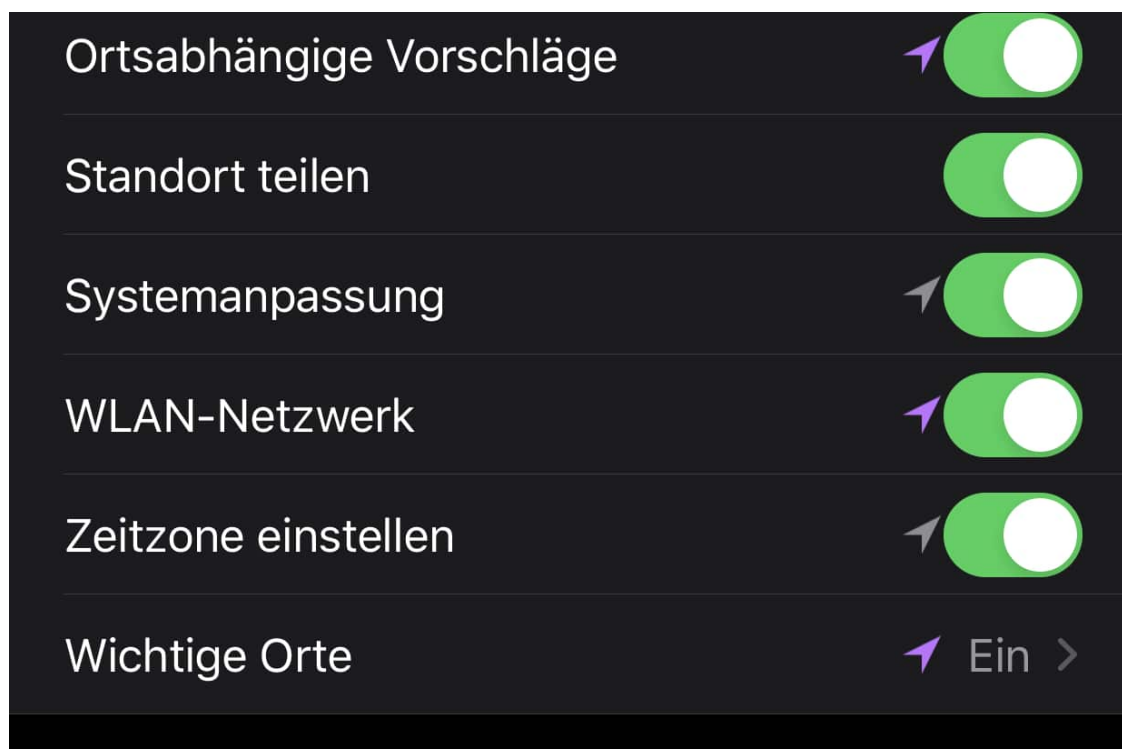 Ortsabhängige Vorschläge
Standort teilen
Systemanpassung
WLAN-Netzwerk
Zeitzone einstellen
Wichtige Orte Ein